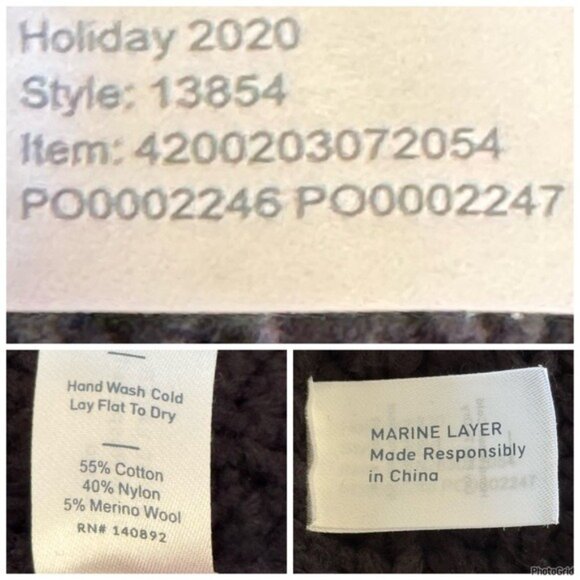 Holiday 2020
Style: 13854
Item: 4200203072054
PO0002246 PO0002247
Hand Wash Cold
Lay Flat To Dry
55% Cotton
40% Nylon
5% Merino Wool
RN# 140892
MARINE LAYER
Made Responsibly
in China
PhotoGrid